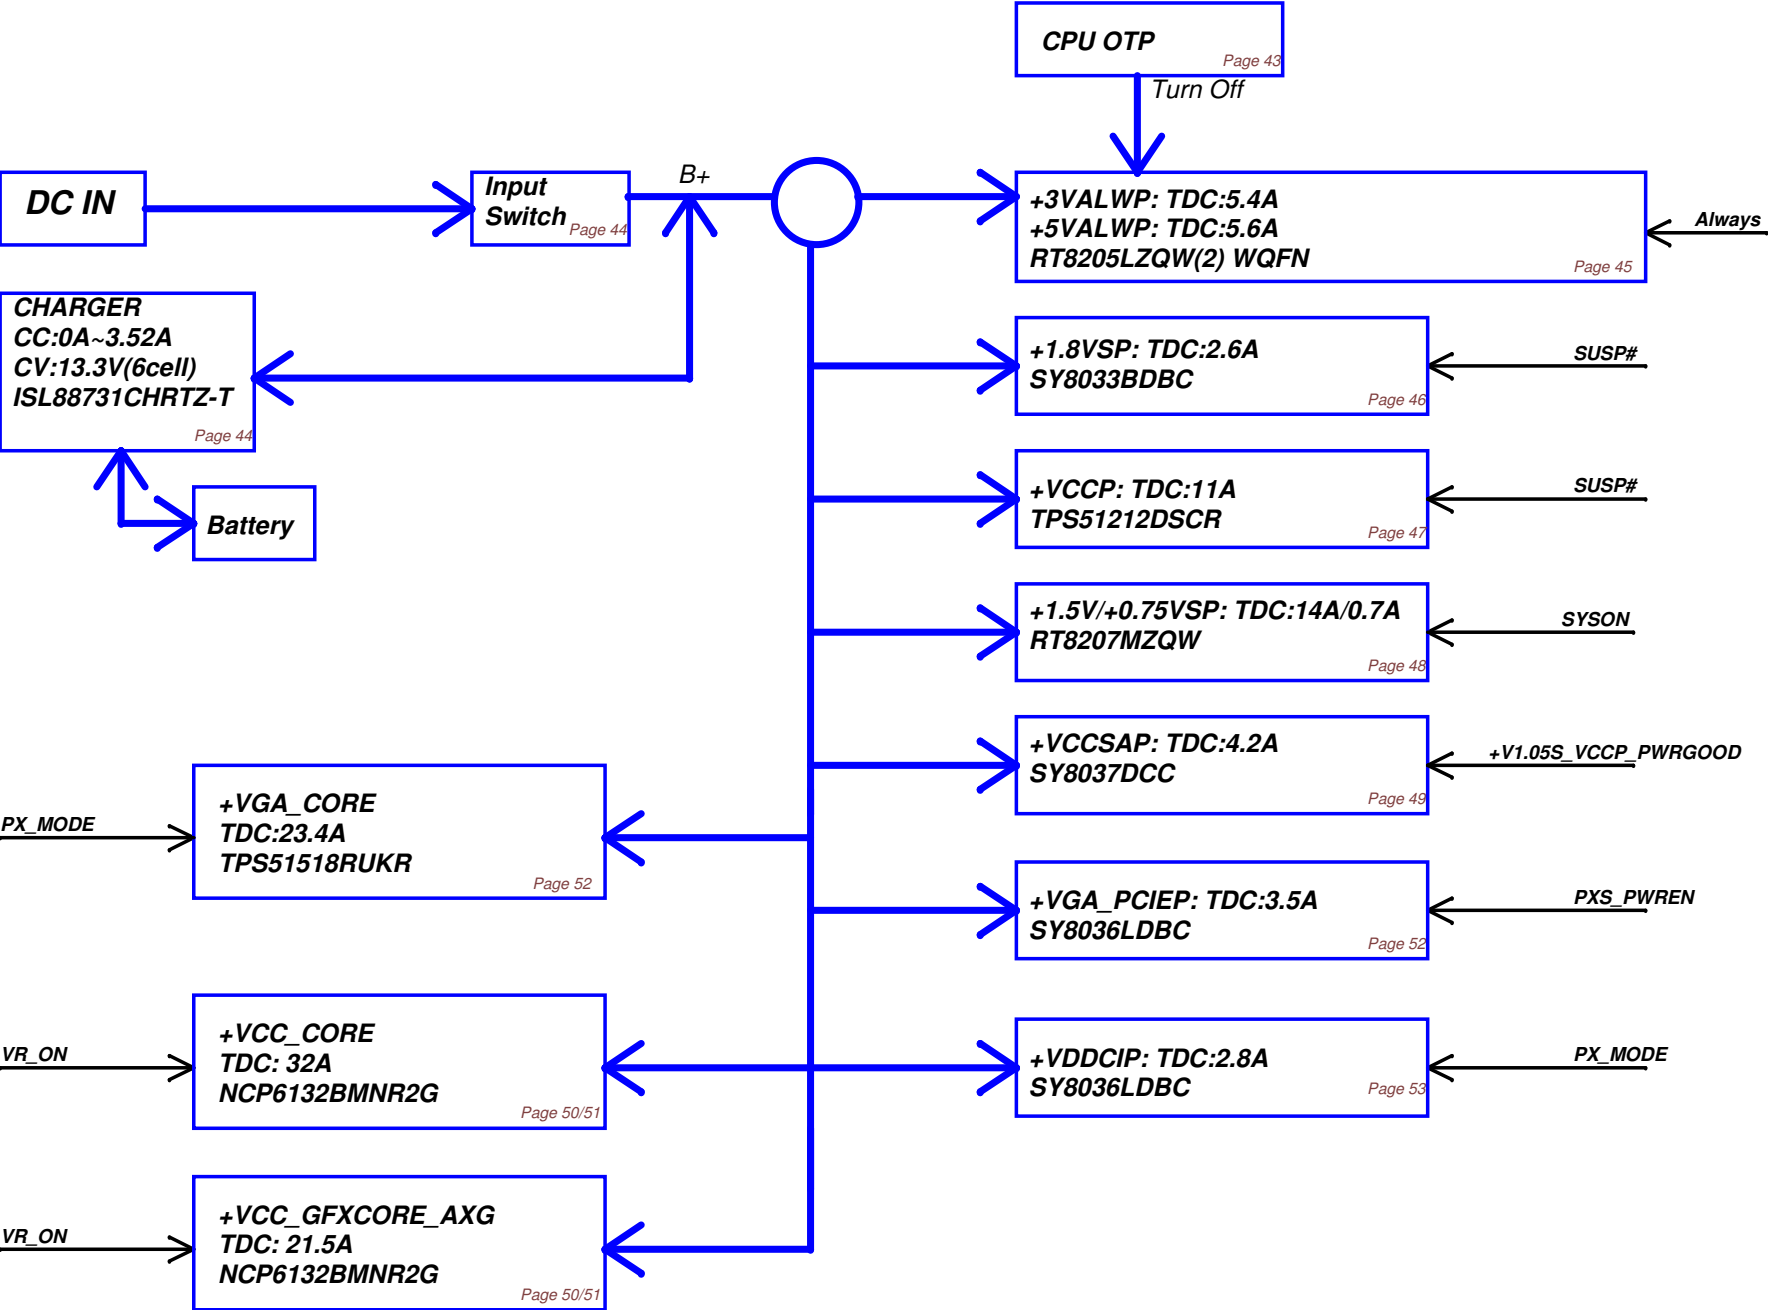 CPU OTP
Page 43
Turn Off
DC IN
Input
Switch
Page 44
B+
+3VALWP: TDC:5.4A
+5VALWP: TDC:5.6A
RT8205LZQW(2) WQFN
Page 45
Always
CHARGER
CC:0A~3.52A
CV:13.3V(6cell)
ISL88731CHRTZ-T
Page 44
Battery
+1.8VSP: TDC:2.6A
SY8033BDBC
Page 46
SUSP#
+VCCP: TDC:11A
TPS51212DSCR
Page 47
SUSP#
+1.5V/+0.75VSP: TDC:14A/0.7A
RT8207MZQW
Page 48
SYSON
+VCCSAP: TDC:4.2A
SY8037DCC
Page 49
+V1.05S_VCCP_PWRGOOD
PX_MODE
+VGA_CORE
TDC:23.4A
TPS51518RUKR
Page 52
+VGA_PCIEP: TDC:3.5A
SY8036LDBC
Page 52
PXS_PWREN
VR_ON
+VCC_CORE
TDC: 32A
NCP6132BMNR2G
Page 50/51
+VDDCIP: TDC:2.8A
SY8036LDBC
Page 53
PX_MODE
VR_ON
+VCC_GFXCORE_AXG
TDC: 21.5A
NCP6132BMNR2G
Page 50/51